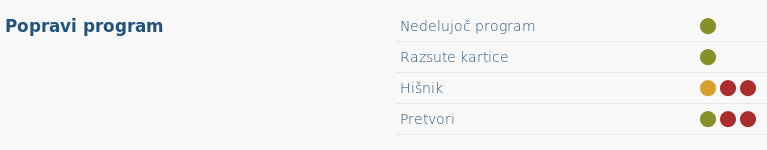 Popravi program
Nedelujoč program
Razsute kartice
Hišnik
Pretvori